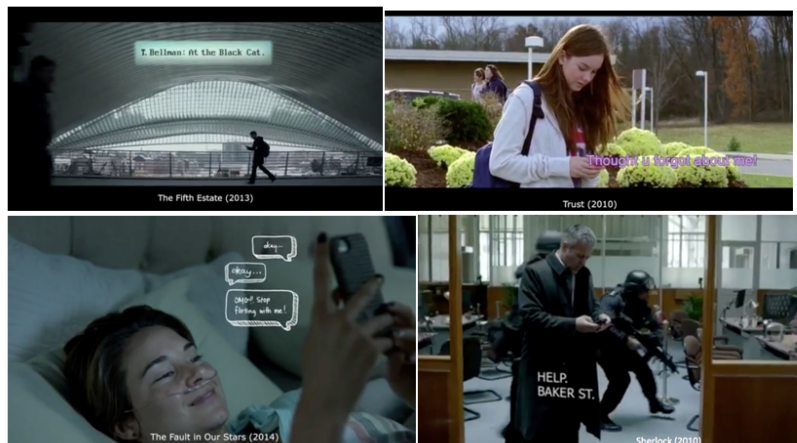 T. Bellman: At the Black Cat.
The Fifth Estate (2013)
Thought u forgot about me!
Trust (2010)
okay...
okay...
OMG!! Stop
flirting with me!
The Fault in Our Stars (2014)
HELP.
BAKER ST.
Sherlock (2010)